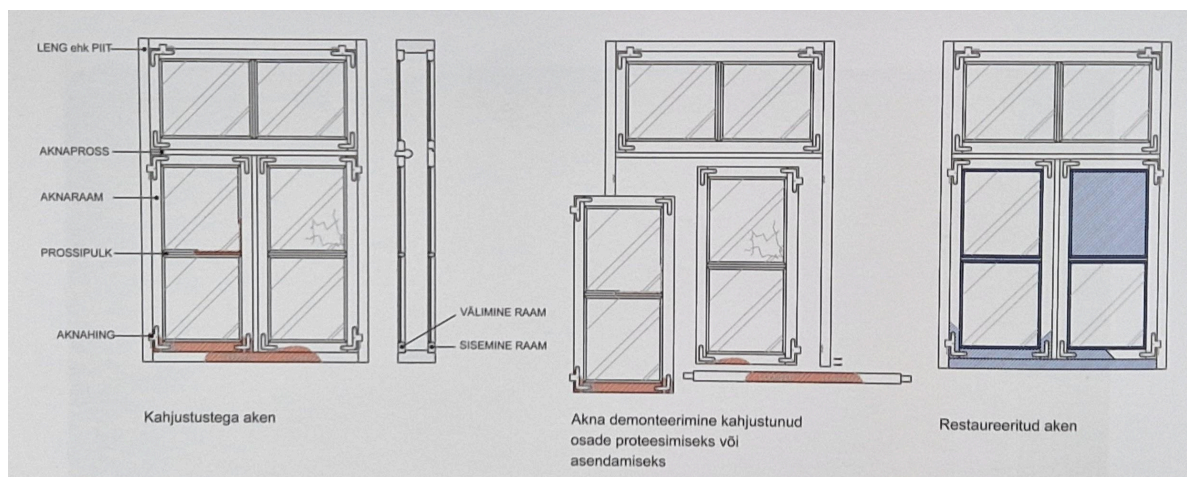 LENG ehk PIIT
AKNAPROSS
AKNARAAM
PROSSIPULK
AKNAHING
VÄLIMINE RAAM
SISEMINE RAAM
Kahjustustega aken
Akna demonteerimine kahjustunud
osade proteesimiseks või
asendamiseks
Restaureeritud aken